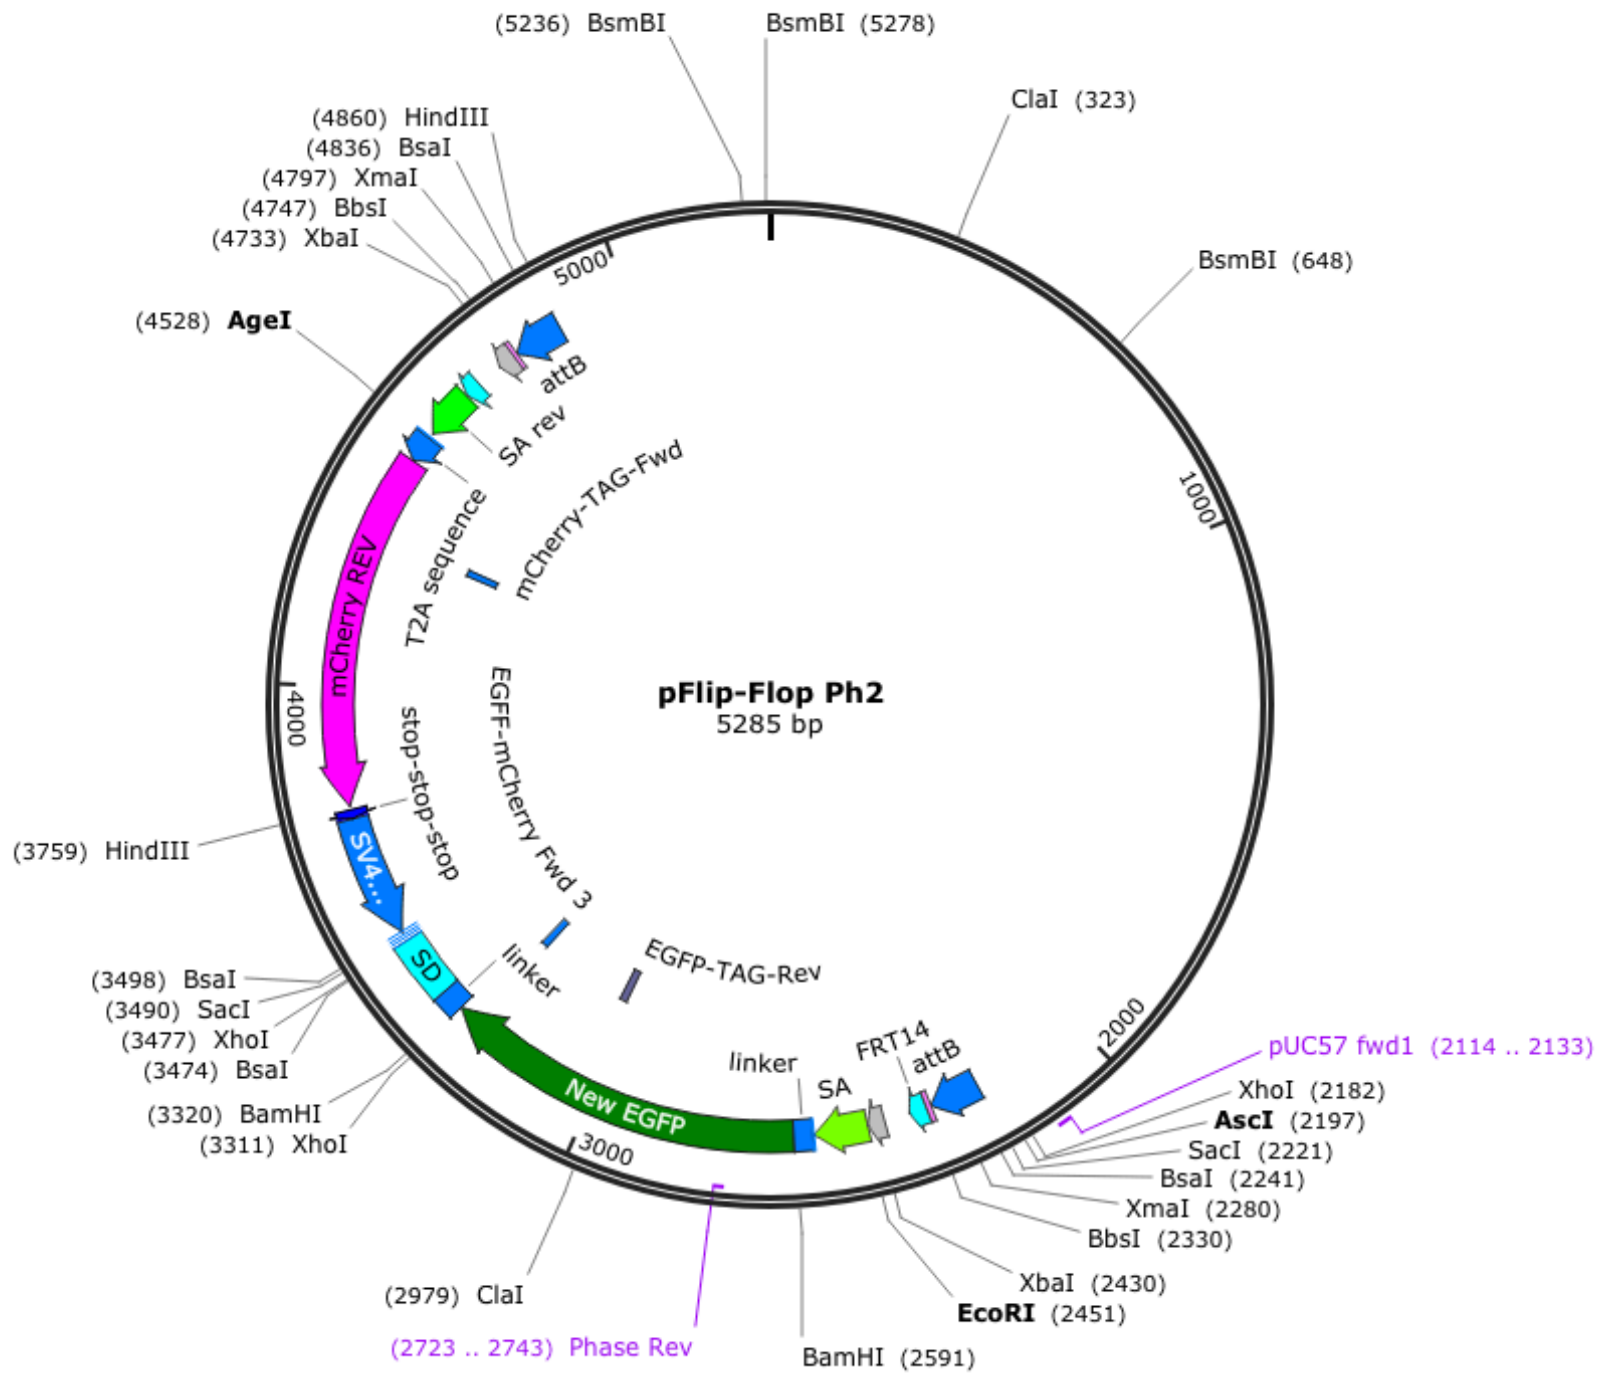 (5236) BsmBI
BsmBI (5278)
ClaI (323)
BsmBI (648)
(4860) HindIII
(4836) BsaI
(4797) XmaI
(4747) BbsI
(4733) XbaI
(4528) AgeI
5000
1000
attB
SA rev
T2A sequence
mCherry-TAG-Fwd
mCherry REV
pFlip-Flop Ph2
5285 bp
4000
stop-stop-stop
EGFF-mCherry Fwd 3
(3759) HindIII
SV4...
SD
linker
EGFP-TAG-Rev
(3498) BsaI
(3490) SacI
(3477) XhoI
(3474) BsaI
(3320) BamHI
(3311) XhoI
New EGFP
linker
SA
FRT14
attB
2000
3000
pUC57 fwd1 (2114 .. 2133)
XhoI (2182)
AscI (2197)
SacI (2221)
BsaI (2241)
XmaI (2280)
BbsI (2330)
XbaI (2430)
EcoRI (2451)
BamHI (2591)
(2979) ClaI
(2723 .. 2743) Phase Rev